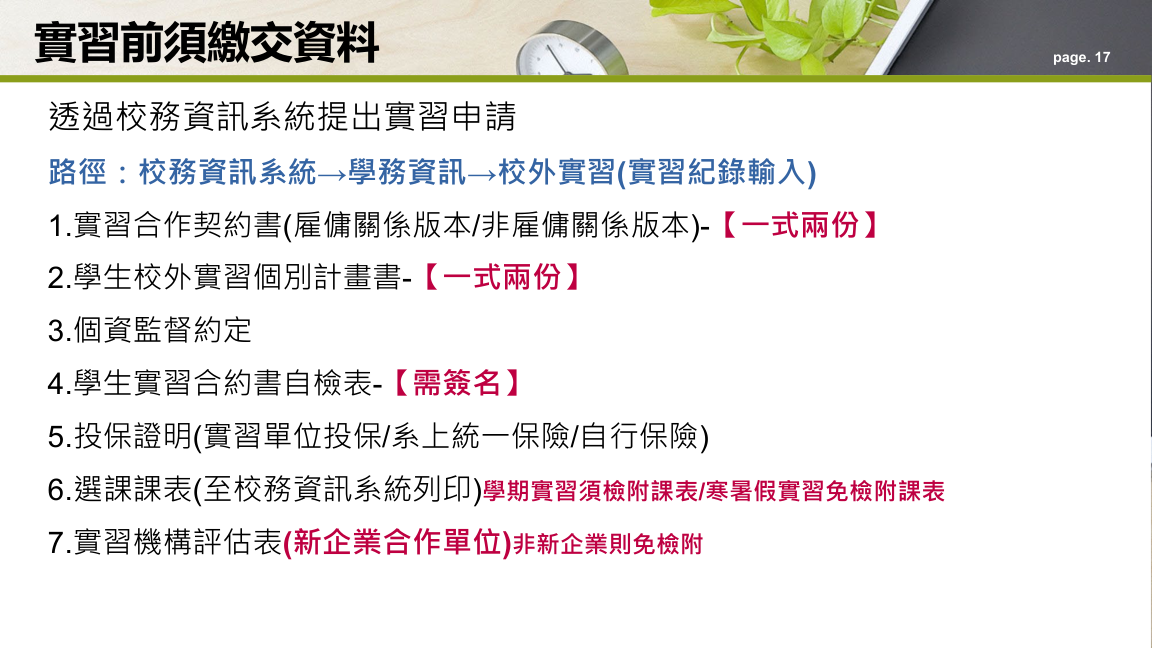 實習前須繳交資料
page. 17
透過校務資訊系統提出實習申請
路徑：校務資訊系統→學務資訊→校外實習(實習紀錄輸入)
1.實習合作契約書(雇傭關係版本/非雇傭關係版本)-【一式兩份】
2.學生校外實習個別計畫書-【一式兩份】
3.個資監督約定
4.學生實習合約書自檢表-【需簽名】
5.投保證明(實習單位投保/系上統一保險/自行保險)
6.選課課表(至校務資訊系統列印)學期實習須檢附課表/寒暑假實習免檢附課表
7.實習機構評估表(新企業合作單位)非新企業則免檢附